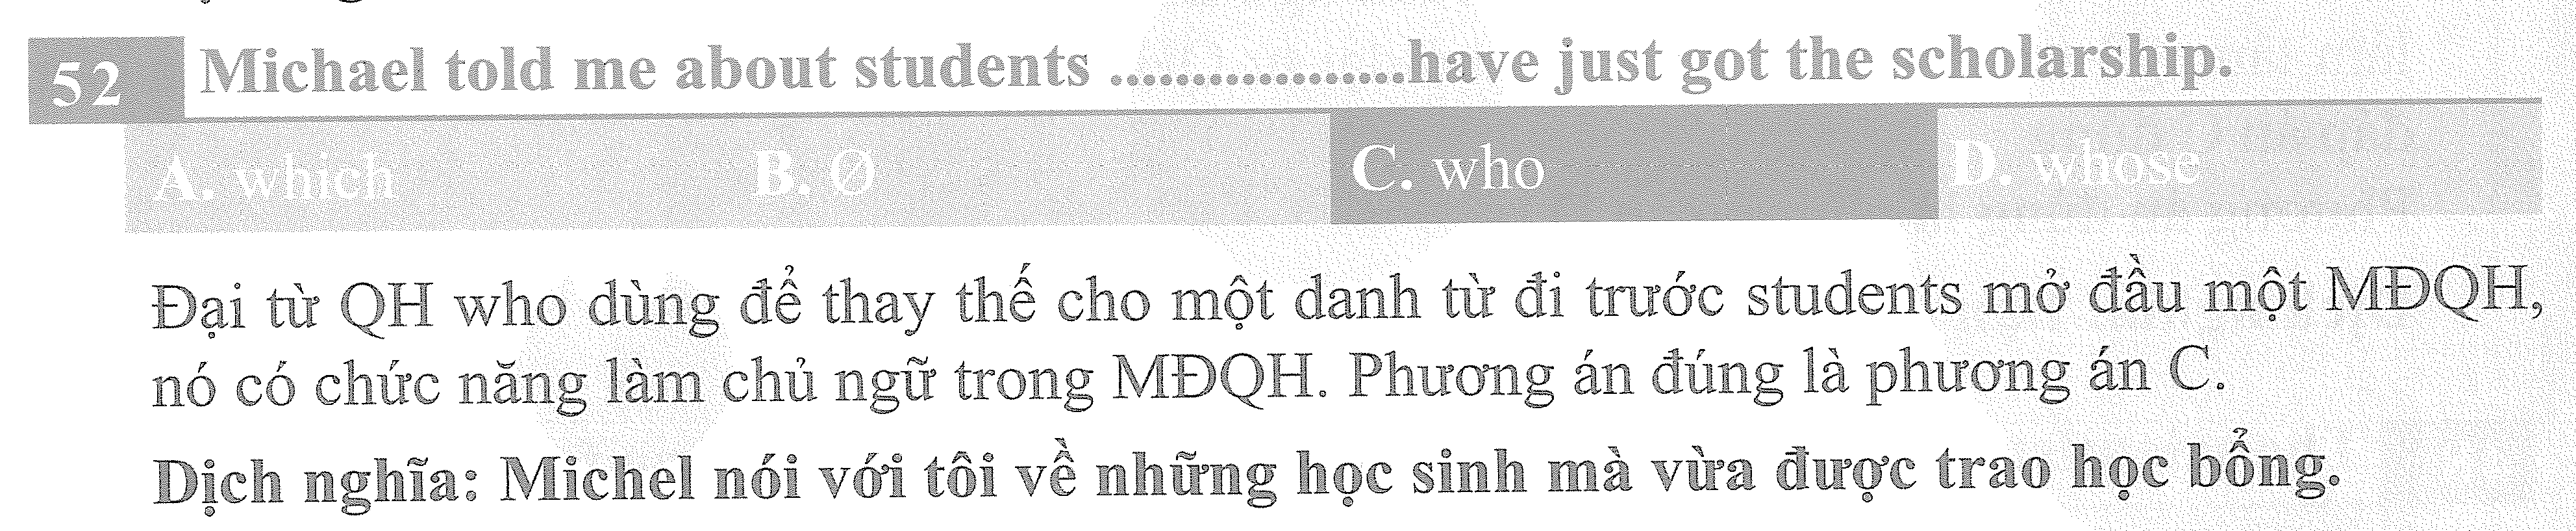 52 Michael told me about students .................have just got the scholarship.
A. which B. Ø C. who D. whose
Đại từ QH who dùng để thay thế cho một danh từ đi trước students mở đầu một MĐQH,
nó có chức năng làm chủ ngữ trong MĐQH. Phương án đúng là phương án C.
Dịch nghĩa: Michel nói với tôi về những học sinh mà vừa được trao học bổng.